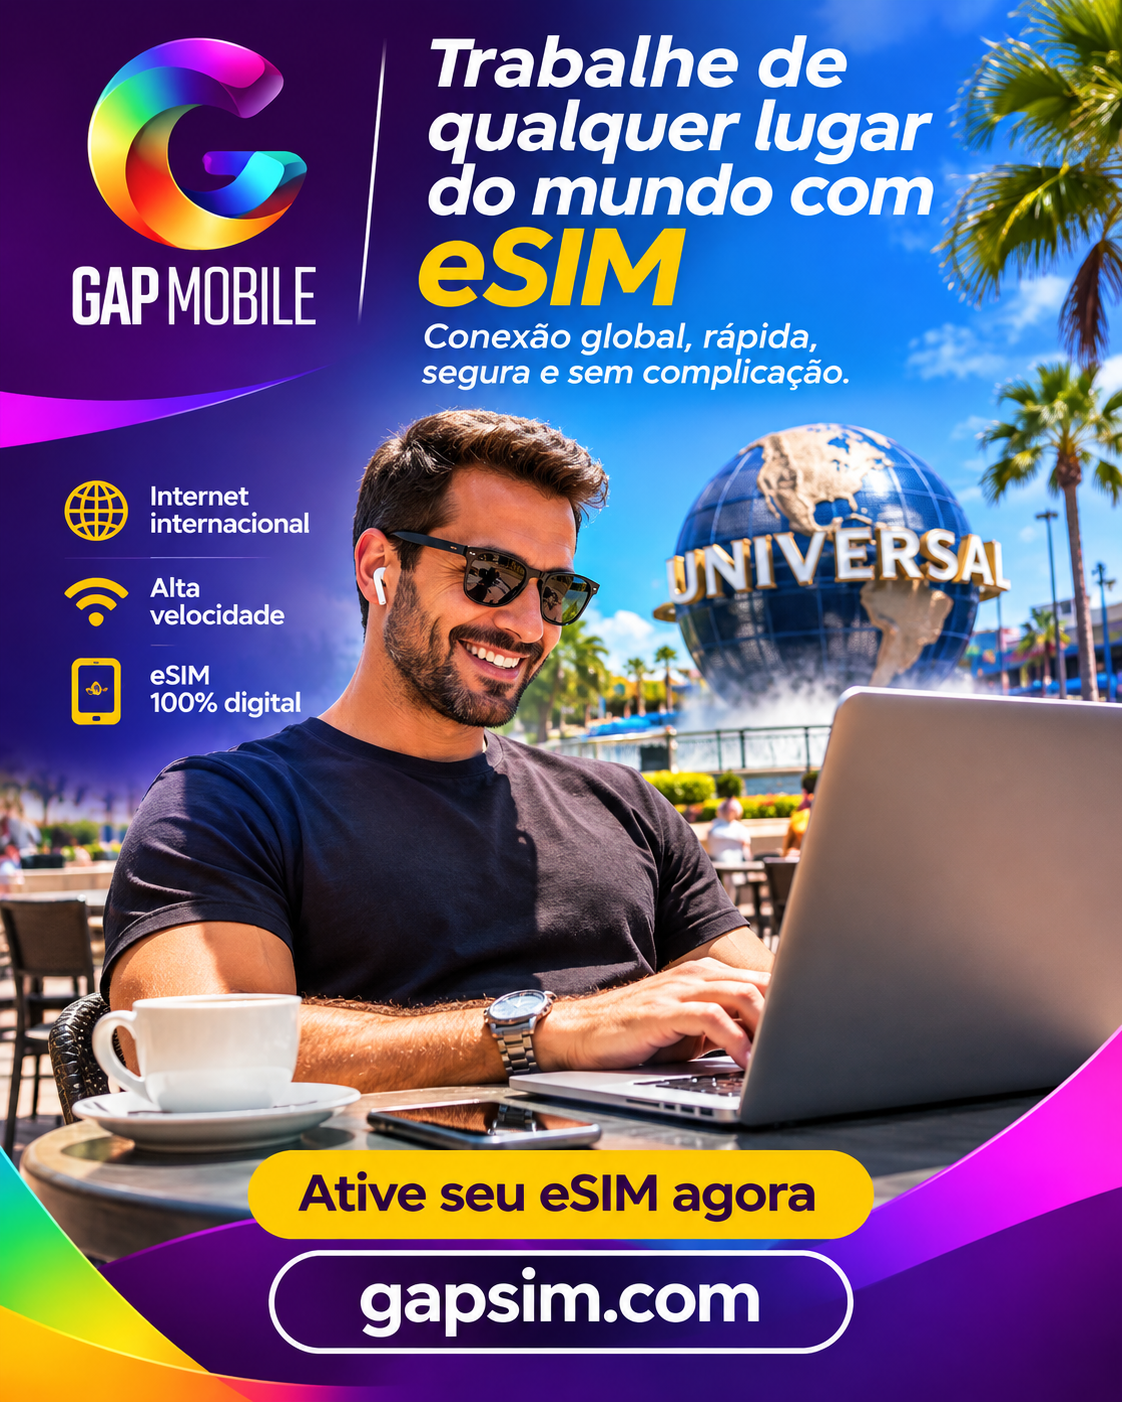 GAP MOBILE
Trabalhe de
qualquer lugar
do mundo com
eSIM
Conexão global, rápida,
segura e sem complicação.
Internet
internacional
Alta
velocidade
eSIM
100% digital
UNIVERSAL
Ative seu eSIM agora
gapsim.com